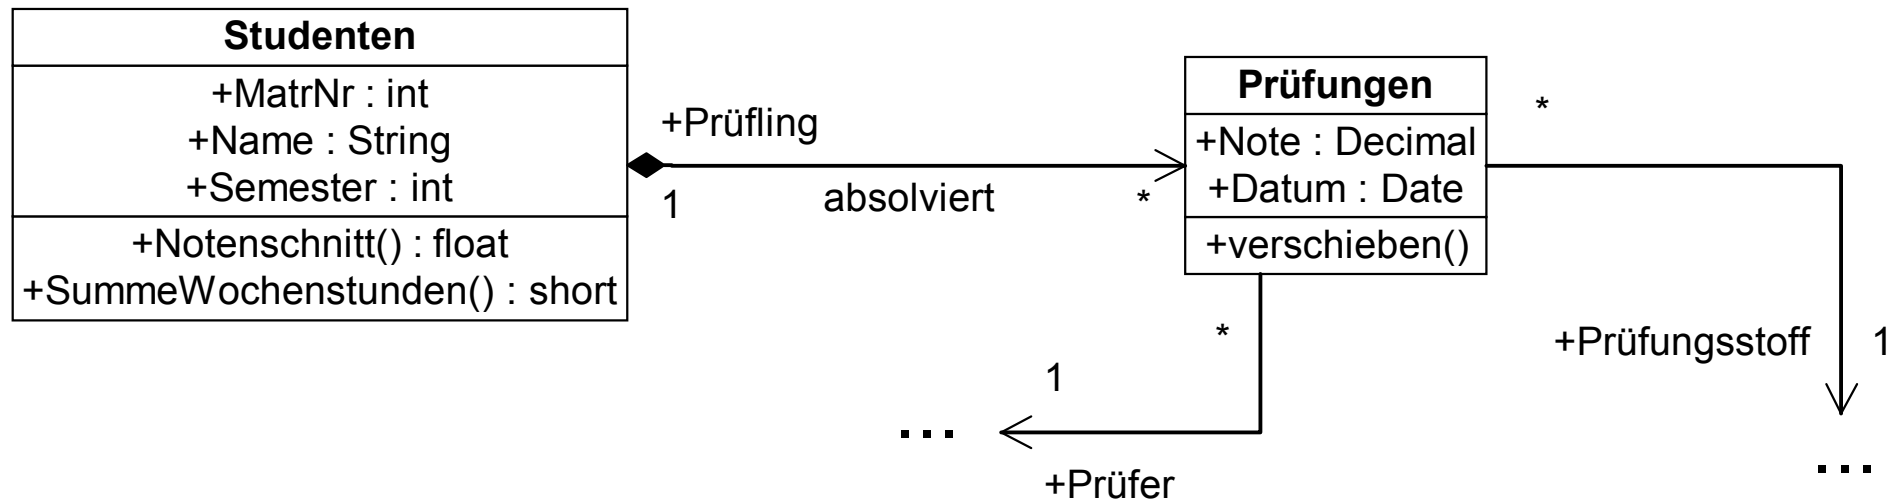 Studenten
+MatrNr : int
+Name : String
+Semester : int
+Notenschnitt() : float
+SummeWochenstunden() : short
+Prüfling
1
absolviert
*
Prüfungen
+Note : Decimal
+Datum : Date
+verschieben()
*
+Prüfungsstoff
1
...
*
1
...
+Prüfer